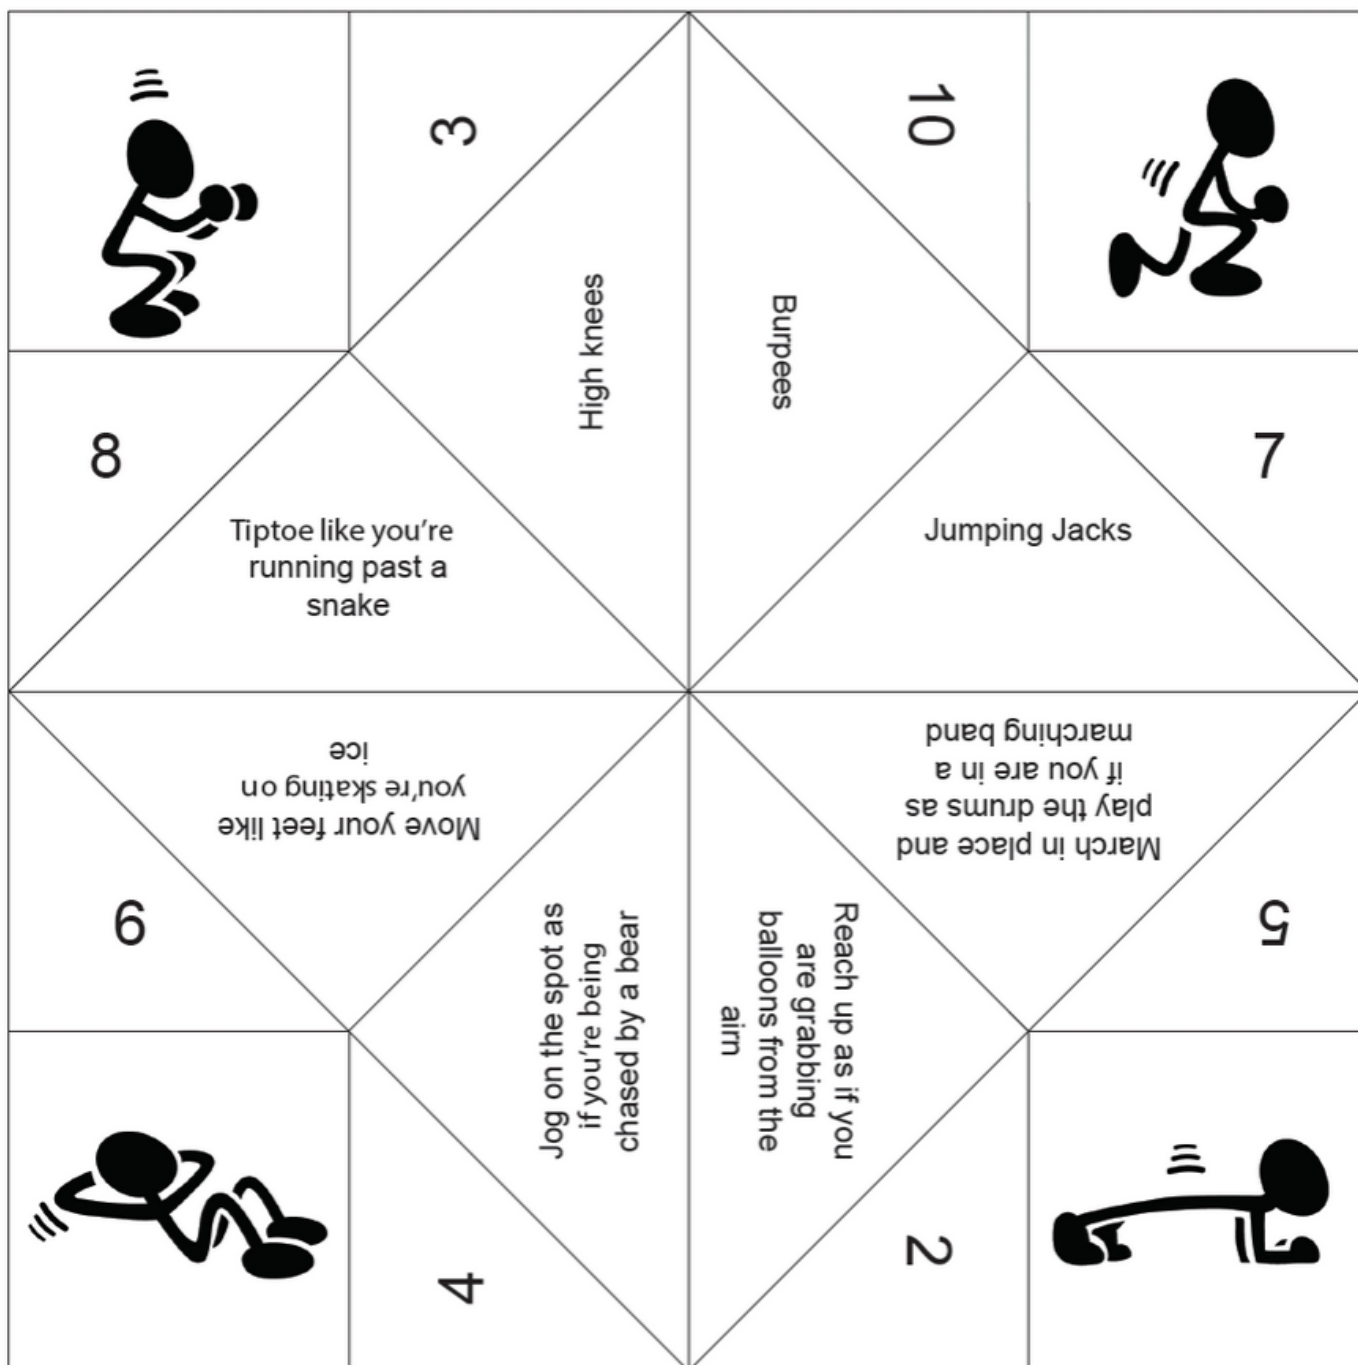 3
10
High knees
Burpees
8
7
Tiptoe like you're
running past a
snake
Jumping Jacks
Move your feet like
you're skating on
ice
March in place and
play the drums as
if you are in a
marching band
9
5
Jog on the spot as
if you're being
chased by a bear
Reach up as if you
are grabbing
balloons from the
airn
4
2